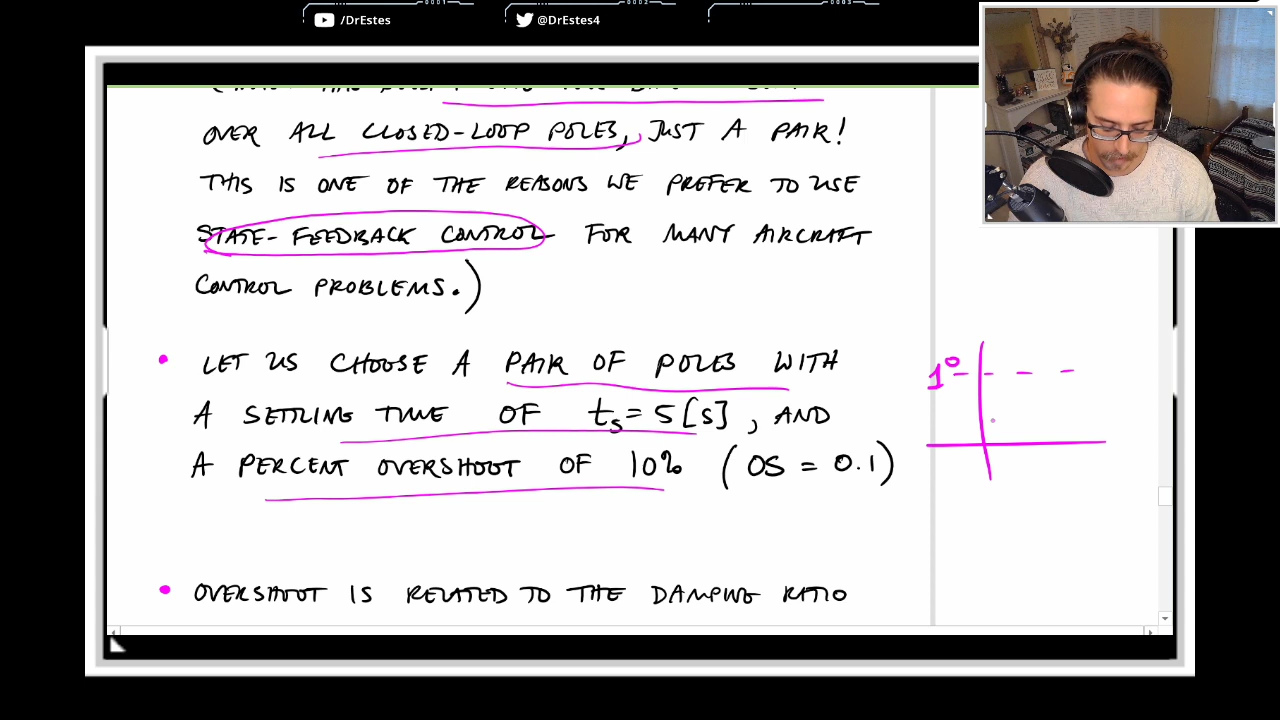 /DrEstes
@DrEstes4
OVER ALL CLOSED-LOOP POLES, JUST A PAIR!
THIS IS ONE OF THE REASONS WE PREFER TO USE
STATE-FEEDBACK CONTROL FOR MANY AIRCRAFT
CONTROL PROBLEMS.)
• LET US CHOOSE A PAIR OF POLES WITH
A SETTLING TIME OF ts = 5 [s], AND
A PERCENT OVERSHOOT OF 10% (OS = 0.1)
1°
• OVERSHOOT IS RELATED TO THE DAMPING RATIO